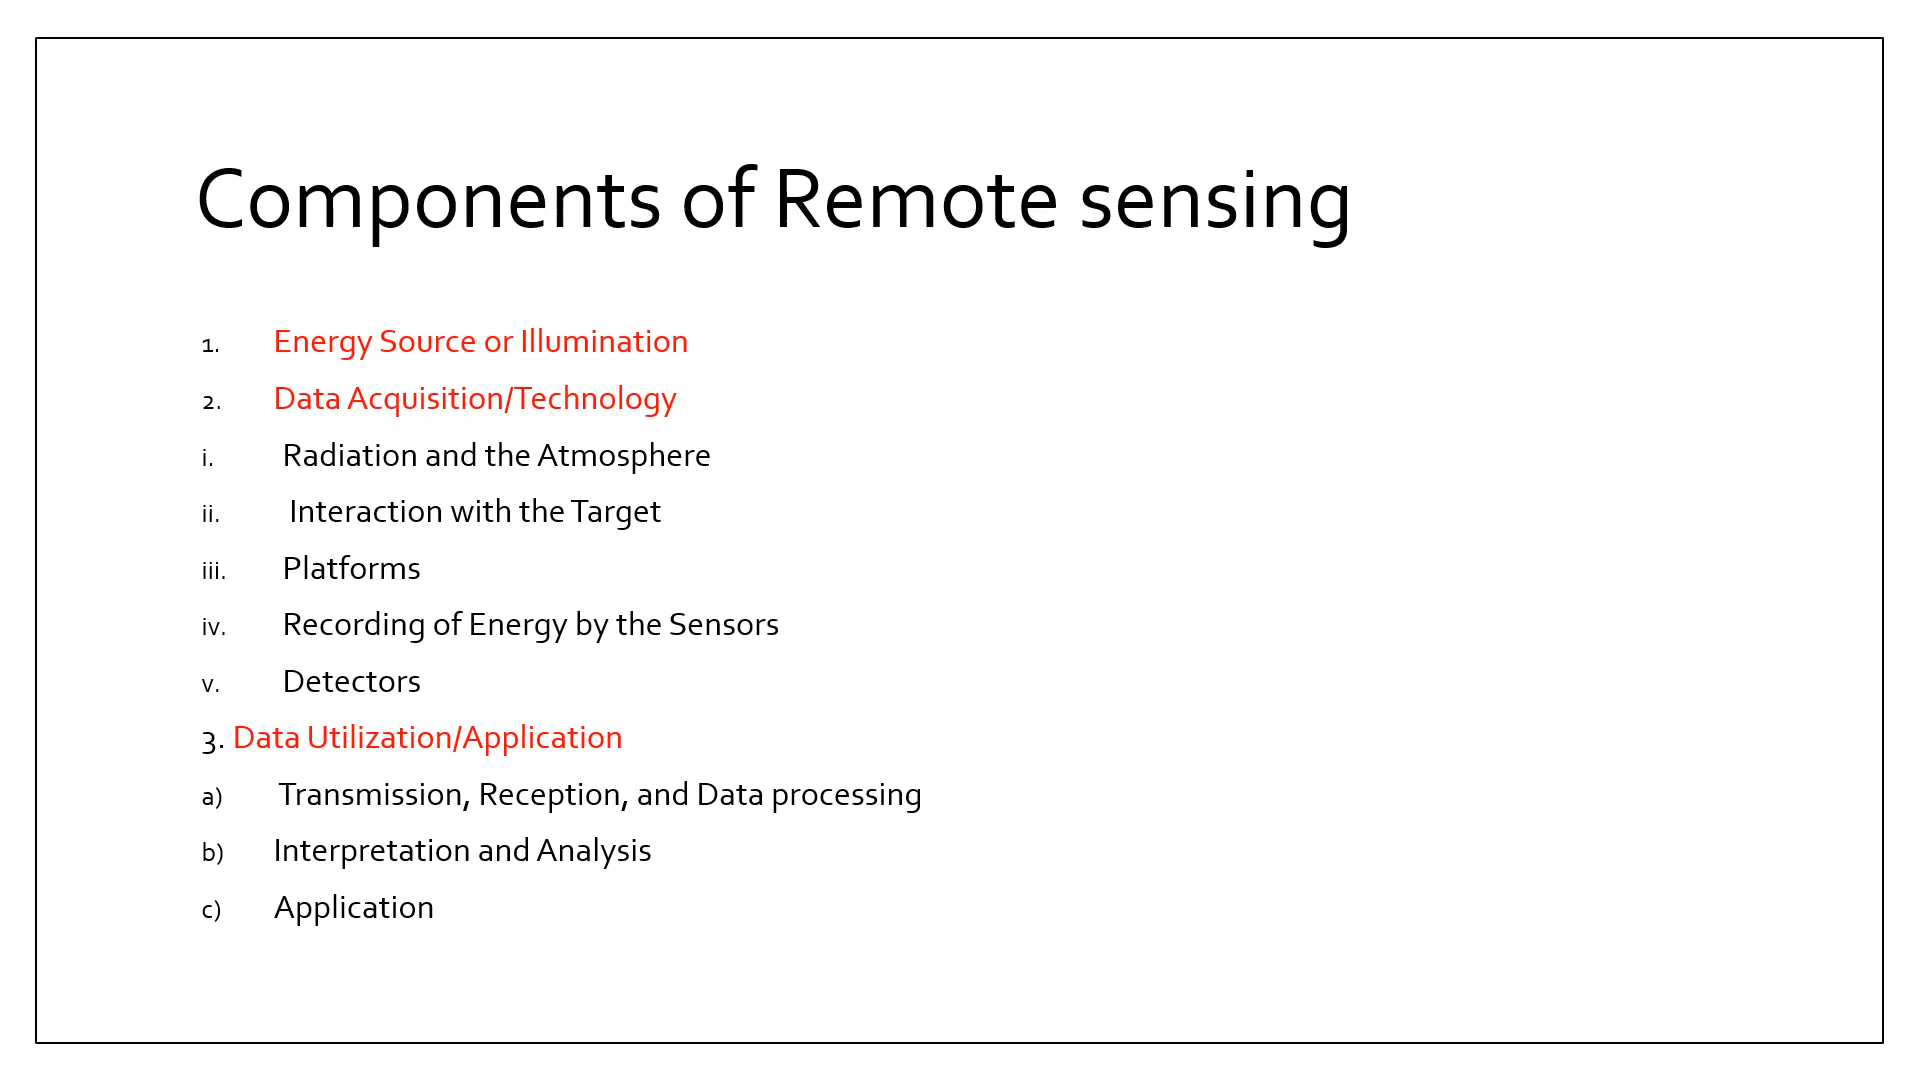 Components of Remote sensing
1. Energy Source or Illumination
2. Data Acquisition/Technology
i. Radiation and the Atmosphere
ii. Interaction with the Target
iii. Platforms
iv. Recording of Energy by the Sensors
v. Detectors
3. Data Utilization/Application
a) Transmission, Reception, and Data processing
b) Interpretation and Analysis
c) Application